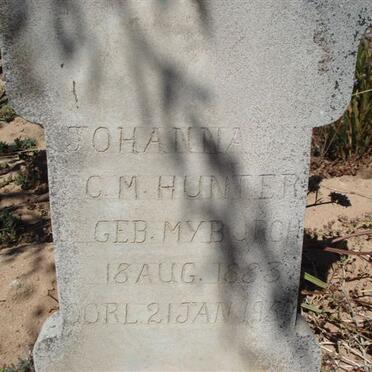 JOHANNA
C. M. HUNTER
GEB. MYBURGH
18 AUG. 1883
OORL. 21 JAN.